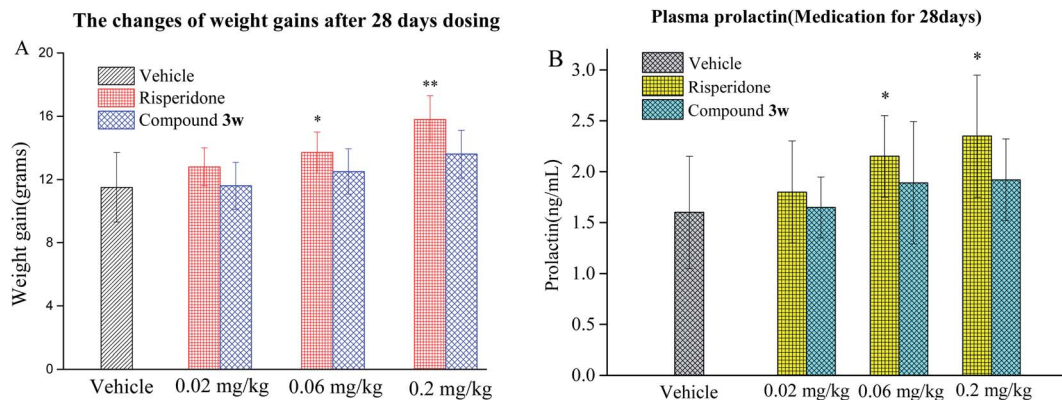 The changes of weight gains after 28 days dosing
A
20
16
12
8
4
0
Weight gain(grams)
Vehicle
Risperidone
Compound 3w
*
**
Vehicle
0.02 mg/kg
0.06 mg/kg
0.2 mg/kg
Plasma prolactin(Medication for 28days)
B
3.0
2.5
2.0
1.5
1.0
0.5
0.0
Prolactin(ng/mL)
Vehicle
Risperidone
Compound 3w
*
*
Vehicle
0.02 mg/kg
0.06 mg/kg
0.2 mg/kg